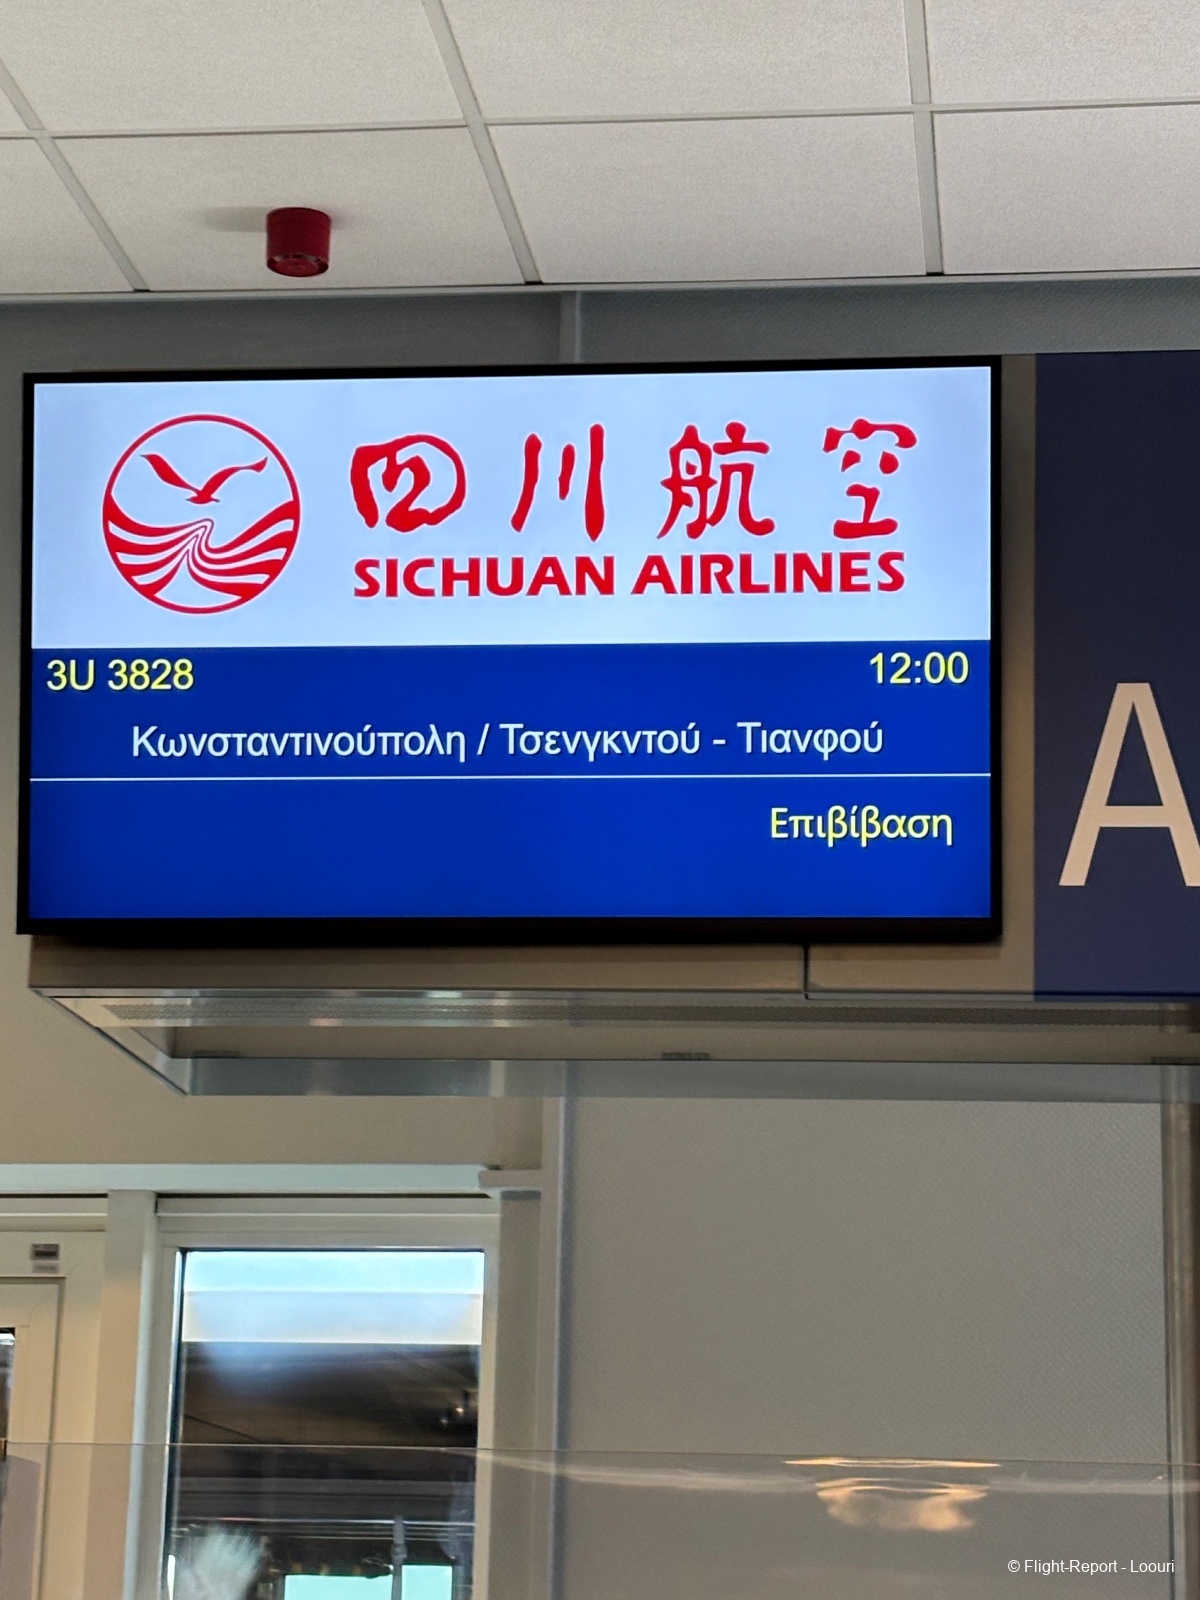 四川航空
SICHUAN AIRLINES
3U 3828 12:00
Κωνσταντινούπολη / Τσενγκντού - Τιανφού
Επιβίβαση
A
© Flight-Report - Loouri